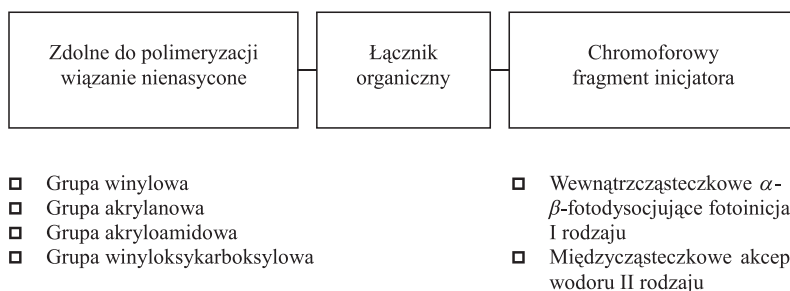 Zdolne do polimeryzacji
wiązanie nienasycone
Łącznik
organiczny
Chromoforowy
fragment inicjatora
Grupa winylowa
Grupa akrylanowa
Grupa akryloamidowa
Grupa winyloksykarboksylowa
Wewnątrzcząsteczkowe α-
β-fotodysocjujące fotoinicja
I rodzaju
Międzycząsteczkowe akcep
wodoru II rodzaju